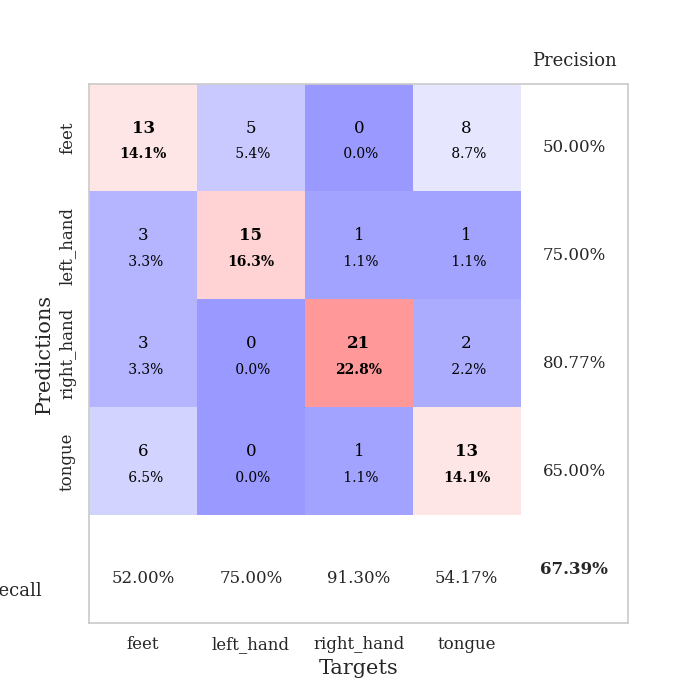 Precision
feet
13 5 0 8
14.1% 5.4% 0.0% 8.7%
50.00%
left_hand
3 15 1 1
3.3% 16.3% 1.1% 1.1%
75.00%
Predictions
right_hand
3 0 21 2
3.3% 0.0% 22.8% 2.2%
80.77%
tongue
6 0 1 13
6.5% 0.0% 1.1% 14.1%
65.00%
ecall
52.00% 75.00% 91.30% 54.17% 67.39%
feet left_hand right_hand tongue
Targets